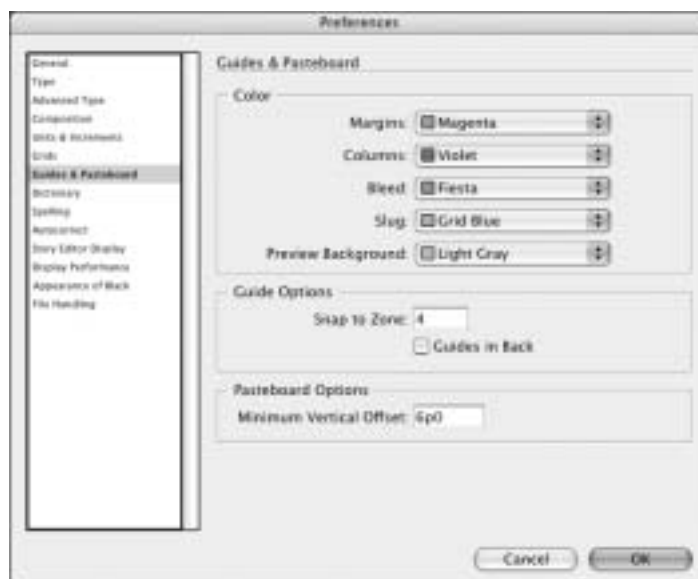 Preferences
General
Type
Advanced Type
Composition
Units & Increments
Grids
Guides & Pasteboard
Dictionary
Spelling
Autocorrect
Story Editor Display
Display Performance
Appearance of Black
File Handling
Guides & Pasteboard
Color
Margins: Magenta
Columns: Violet
Bleed: Fiesta
Slug: Grid Blue
Preview Background: Light Gray
Guide Options
Snap to Zone: 4
Guides in Back
Pasteboard Options
Minimum Vertical Offset: 6p0
Cancel
OK